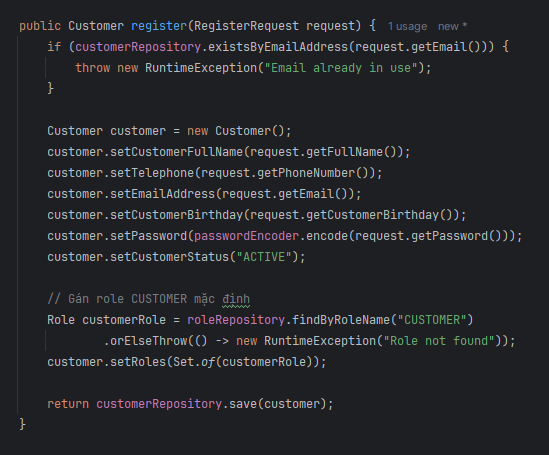 public Customer register(RegisterRequest request) { 1 usage new *
    if (customerRepository.existsByEmailAddress(request.getEmail())) {
        throw new RuntimeException("Email already in use");
    }

    Customer customer = new Customer();
    customer.setCustomerFullName(request.getFullName());
    customer.setTelephone(request.getPhoneNumber());
    customer.setEmailAddress(request.getEmail());
    customer.setCustomerBirthday(request.getCustomerBirthday());
    customer.setPassword(passwordEncoder.encode(request.getPassword()));
    customer.setCustomerStatus("ACTIVE");

    // Gán role CUSTOMER mặc định
    Role customerRole = roleRepository.findByRoleName("CUSTOMER")
            .orElseThrow(() -> new RuntimeException("Role not found"));
    customer.setRoles(Set.of(customerRole));

    return customerRepository.save(customer);
}